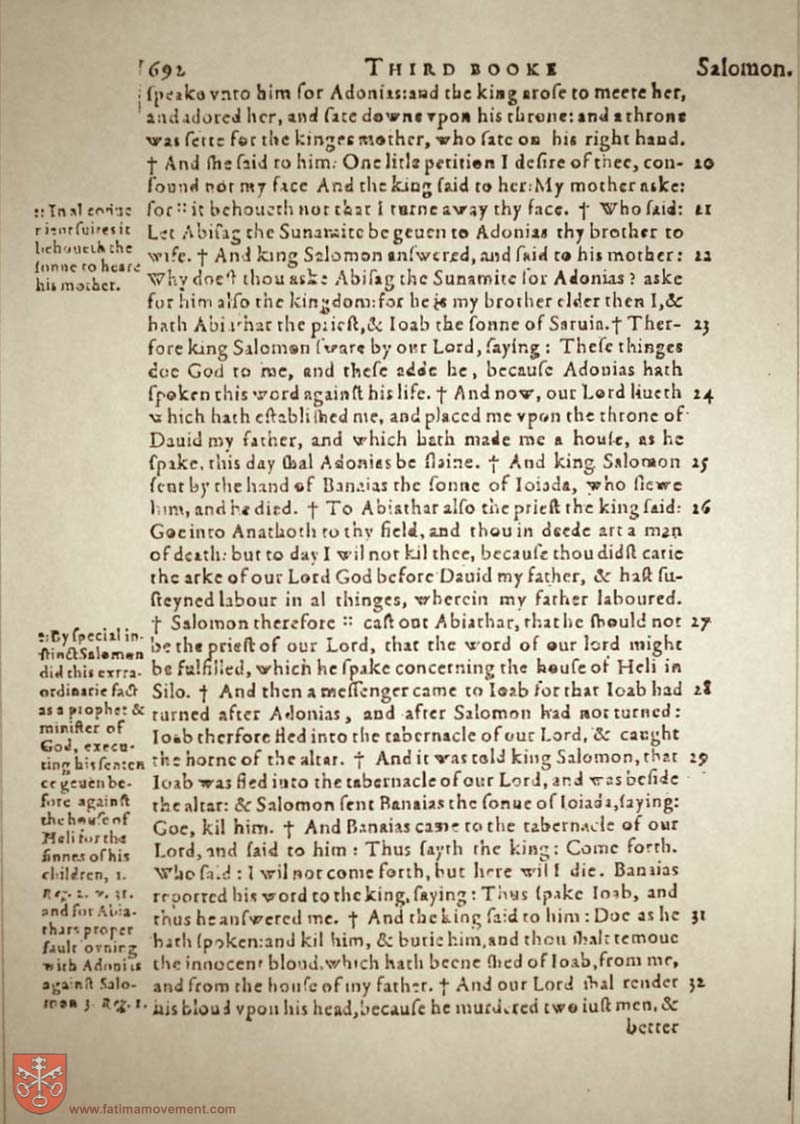 692 THIRD BOOKE Salomon.
ſpeake vnto him for Adonias: and the king aroſe to meete her,
and adored her, and ſate downe vpon his throne: and a throne
was ſette for the kinges mother, who ſate on his right hand.
† And ſhe ſaid to him: One litle petition I deſire of thee, con- 20
found not my face And the king ſaid to her: My mother aske:
for :: it behoueth not that I turne away thy face. † Who ſaid: 21
Let Abiſag the Sunamite be geuen to Adonias thy brother to
wife. † And king Salomon anſwered, and ſaid to his mother: 22
Why doeſt thou aske Abiſag the Sunamite for Adonias? aske
for him alſo the kingdom: for he is my brother elder then I, &
hath Abiathar the prieſt, & Ioab the ſonne of Saruia. † Ther- 23
fore king Salomon ſware by our Lord, ſaying: Theſe thinges
doe God to me, and theſe adde he, becauſe Adonias hath
ſpoken this word againſt his life. † And now, our Lord liueth 24
which hath eſtabliſhed me, and placed me vpon the throne of
Dauid my father, and which hath made me a houſe, as he
ſpake, this day ſhal Adonias be ſlaine. † And king Salomon 25
ſent by the hand of Banaias the ſonne of Ioiada, who ſlewe
him, and he died. † To Abiathar alſo the prieſt the king ſaid: 26
Goe into Anathoth to thy field, and thou in deede art a man
of death: but to day I wil not kil thee, becauſe thou didſt carie
the arke of our Lord God before Dauid my father, & haſt ſu-
ſteyned labour in al thinges, wherein my father laboured.
† Salomon therefore :: caſt out Abiathar, that he ſhould not 27
be the prieſt of our Lord, that the word of our lord might
be fulfilled, which he ſpake concerning the houſe of Heli in
Silo. † And then a meſſenger came to Ioab for that Ioab had 28
turned after Adonias, and after Salomon had not turned:
Ioab therfore fled into the tabernacle of our Lord, & caught
the horne of the altar. † And it was told king Salomon, that 29
Ioab was fled into the tabernacle of our Lord, and was beſide
the altar: & Salomon ſent Banaias the ſonne of Ioiada, ſaying:
Goe, kil him. † And Banaias came to the tabernacle of our
Lord, and ſaid to him: Thus ſayth the king: Come forth.
Who ſaid: I wil not come forth, but here wil I die. Banaias
reported his word to the king, ſaying: Thus ſpake Ioab, and
thus he anſwered me. † And the king ſaid to him: Doe as he 31
hath ſpoken: and kil him, & burie him, and thou ſhalt remoue
the innocent bloud, which hath beene ſhed of Ioab, from me,
and from the houſe of my father. † And our Lord ſhal render 32
his bloud vpon his head, becauſe he murdered two iuſt men, &
better
:: In al
it
behoueth the
ſonne to heare
his mother.
:: By ſpecial in-
ſtinct Salomon
did this extra-
ordinarie fact
as a prophet &
miniſter of
God, execu-
ting his ſenten
ce geuen be-
fore againſt
the houſe of
Heli for the
ſinnes of his
children, 1.
Reg. 2. v. 31.
and for Abia-
thars proper
fault
with Adonias
againſt Salo-
mon 3. Reg. 1.
www.fatimamovement.com